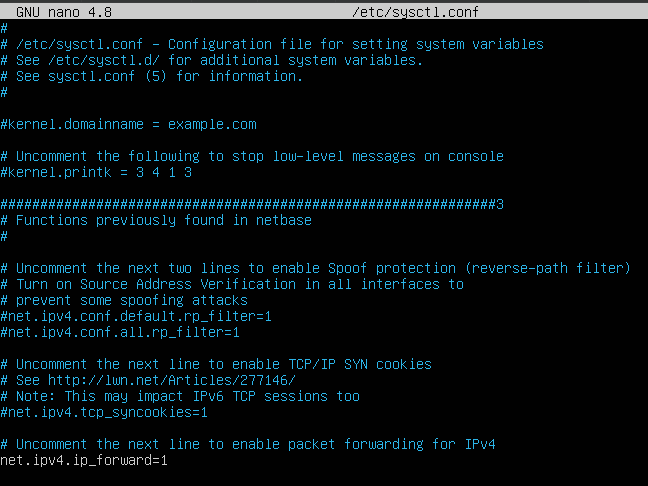 GNU nano 4.8 /etc/sysctl.conf
#
# /etc/sysctl.conf - Configuration file for setting system variables
# See /etc/sysctl.d/ for additional system variables.
# See sysctl.conf (5) for information.
#
#kernel.domainname = example.com
# Uncomment the following to stop low-level messages on console
#kernel.printk = 3 4 1 3
##############################################################3
# Functions previously found in netbase
#
# Uncomment the next two lines to enable Spoof protection (reverse-path filter)
# Turn on Source Address Verification in all interfaces to
# prevent some spoofing attacks
#net.ipv4.conf.default.rp_filter=1
#net.ipv4.conf.all.rp_filter=1
# Uncomment the next line to enable TCP/IP SYN cookies
# See http://lwn.net/Articles/277146/
# Note: This may impact IPv6 TCP sessions too
#net.ipv4.tcp_syncookies=1
# Uncomment the next line to enable packet forwarding for IPv4
net.ipv4.ip_forward=1